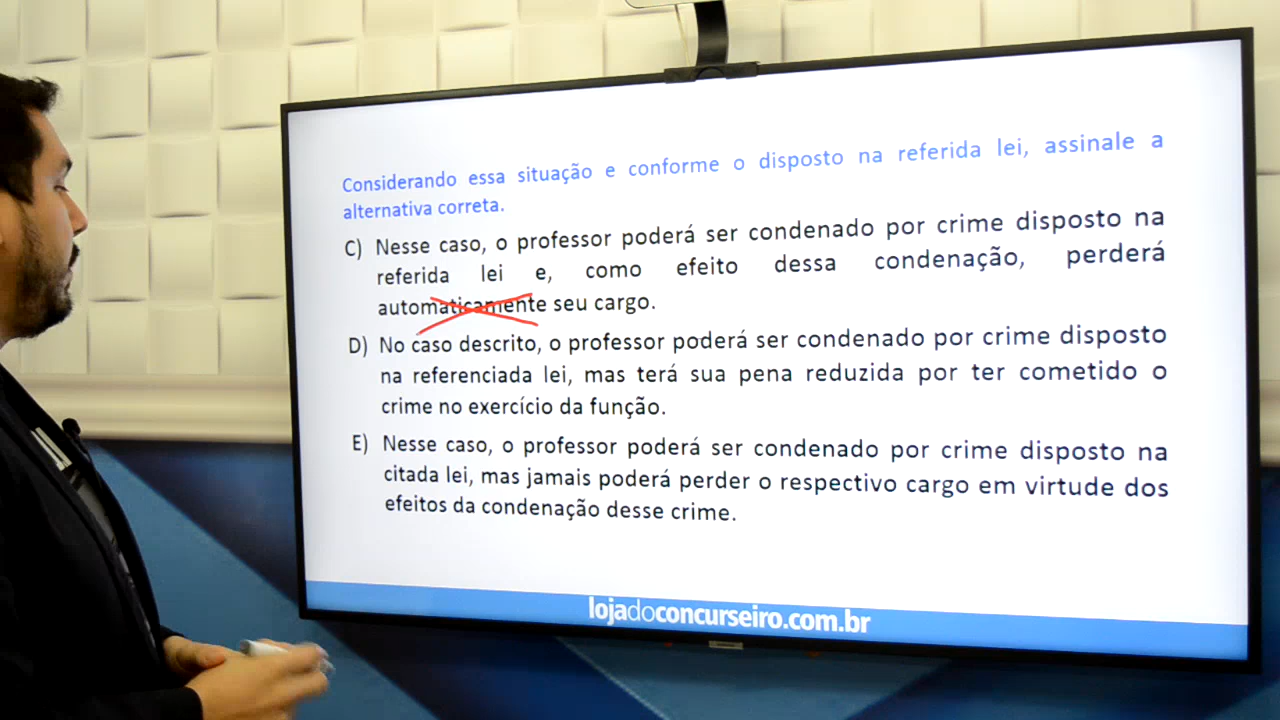 Considerando essa situação e conforme o disposto na referida lei, assinale a
alternativa correta.
C) Nesse caso, o professor poderá ser condenado por crime disposto na
referida lei e, como efeito dessa condenação, perderá
automaticamente seu cargo.
D) No caso descrito, o professor poderá ser condenado por crime disposto
na referenciada lei, mas terá sua pena reduzida por ter cometido o
crime no exercício da função.
E) Nesse caso, o professor poderá ser condenado por crime disposto na
citada lei, mas jamais poderá perder o respectivo cargo em virtude dos
efeitos da condenação desse crime.
lojadoconcurseiro.com.br